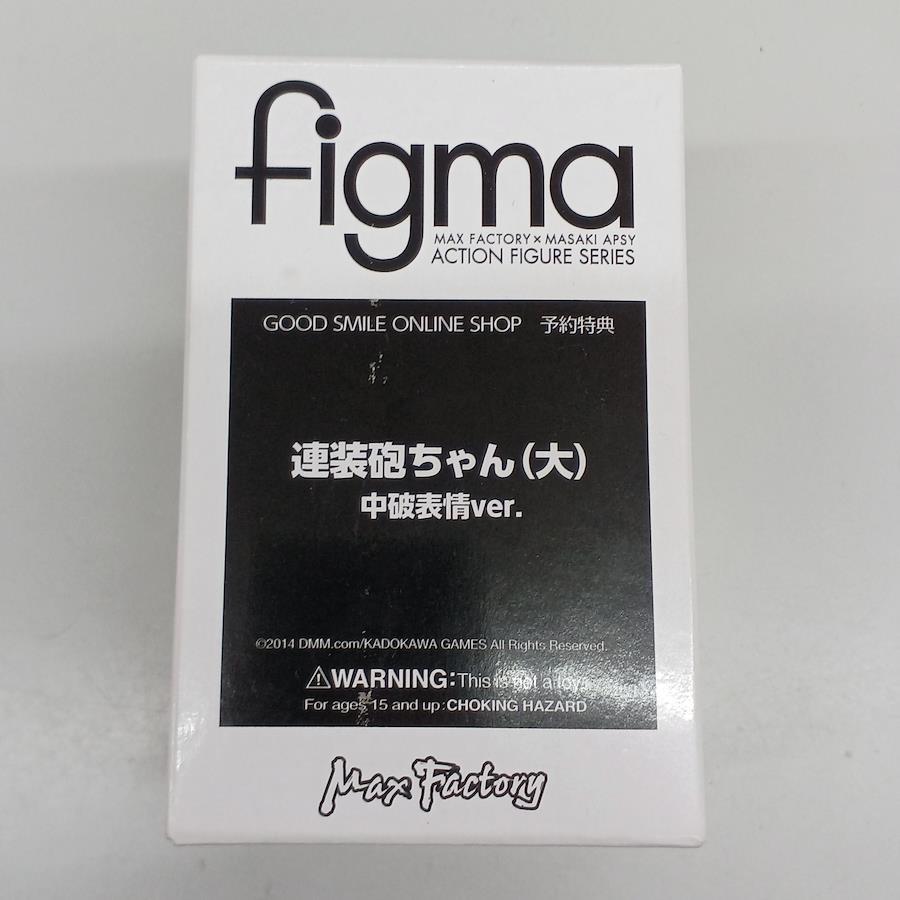 figma
MAX FACTORY×MASAKI APSY
ACTION FIGURE SERIES
GOOD SMILE ONLINE SHOP 予約特典
連装砲ちゃん(大)
中破表情ver.
©2014 DMM.com/KADOKAWA GAMES All Rights Reserved.
⚠WARNING:This is not a toy.
For ages 15 and up:CHOKING HAZARD
Max Factory